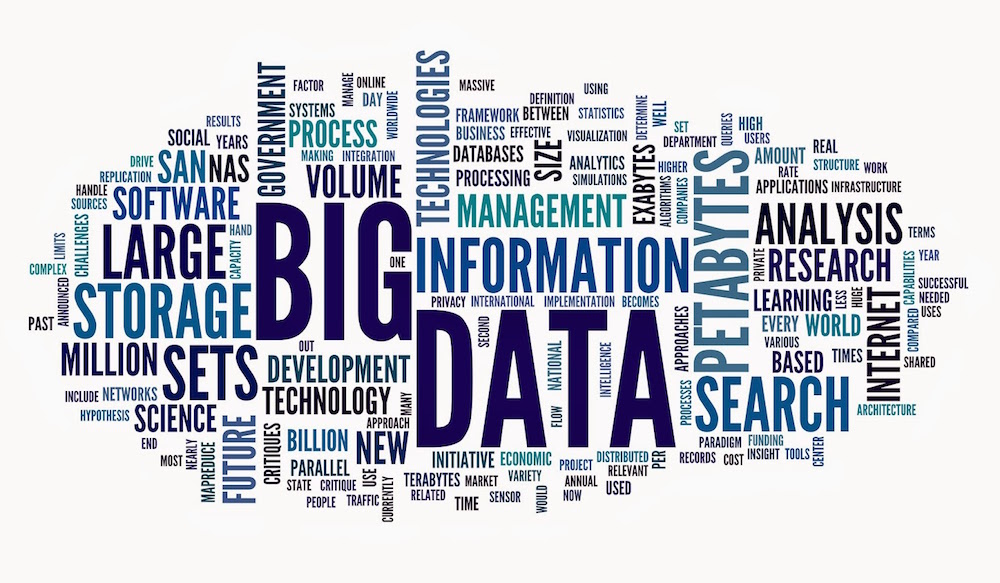 BIG
DATA
INFORMATION
MANAGEMENT
TECHNOLOGIES
PETABYTES
SEARCH
ANALYSIS
STORAGE
LARGE
SETS
SOFTWARE
GOVERNMENT
FACTOR
MANAGE
ONLINE
DAY
WORLDWIDE
SYSTEMS
PROCESS
MAKING
INTEGRATION
VOLUME
RESULTS
SOCIAL
YEARS
DRIVE
SAN
NAS
REPLICATION
HANDLE
SOURCES
CHALLENGES
HAND
CAPACITY
LIMITS
COMPLEX
ANNOUNCED
PAST
MILLION
INCLUDE
NETWORKS
HYPOTHESIS
SCIENCE
END
MOST
NEARLY
MAPREDUCE
FUTURE
CRITIQUES
OUT
DEVELOPMENT
TECHNOLOGY
APPROACH
MANY
BILLION
NEW
PARALLEL
STATE
CRITIQUE
USE
PEOPLE
TRAFFIC
CURRENTLY
ONE
MASSIVE
USING
FRAMEWORK
DEFINITION
BETWEEN
STATISTICS
DETERMINE
WELL
BUSINESS
EFFECTIVE
SIZE
VISUALIZATION
DATABASES
ANALYTICS
PROCESSING
SIMULATIONS
EXABYTES
HIGHER
ALGORITHMS
COMPANIES
SET
DEPARTMENT
QUERIES
HIGH
USERS
AMOUNT
REAL
RATE
STRUCTURE
WORK
APPLICATIONS
INFRASTRUCTURE
TERMS
PRIVATE
RESEARCH
YEAR
CAPABILITIES
LEARNING
LESS
HUGE
SUCCESSFUL
NEEDED
USES
EVERY
WORLD
INTERNET
COMPARED
VARIOUS
BASED
TIMES
SHARED
ARCHITECTURE
PRIVACY
INTERNATIONAL
IMPLEMENTATION
BECOMES
SECOND
NATIONAL
FLOW
INTELLIGENCE
APPROACHES
PROCESSES
PARADIGM
FUNDING
RECORDS
COST
INSIGHT
TOOLS
CENTER
INITIATIVE
ECONOMIC
PROJECT
DISTRIBUTED
RELEVANT
PER
TERABYTES
MARKET
VARIETY
ANNUAL
USED
RELATED
TIME
SENSOR
WOULD
NOW